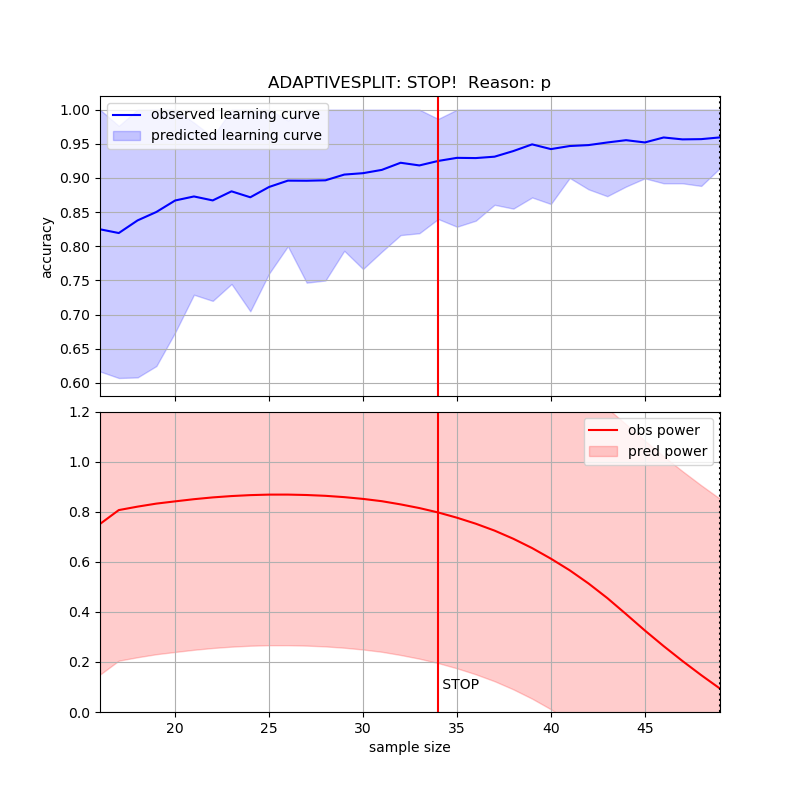 ADAPTIVESPLIT: STOP!  Reason: p
observed learning curve
predicted learning curve
1.00
0.95
0.90
0.85
0.80
0.75
0.70
0.65
0.60
accuracy
obs power
pred power
1.2
1.0
0.8
0.6
0.4
0.2
0.0
STOP
20 25 30 35 40 45
sample size